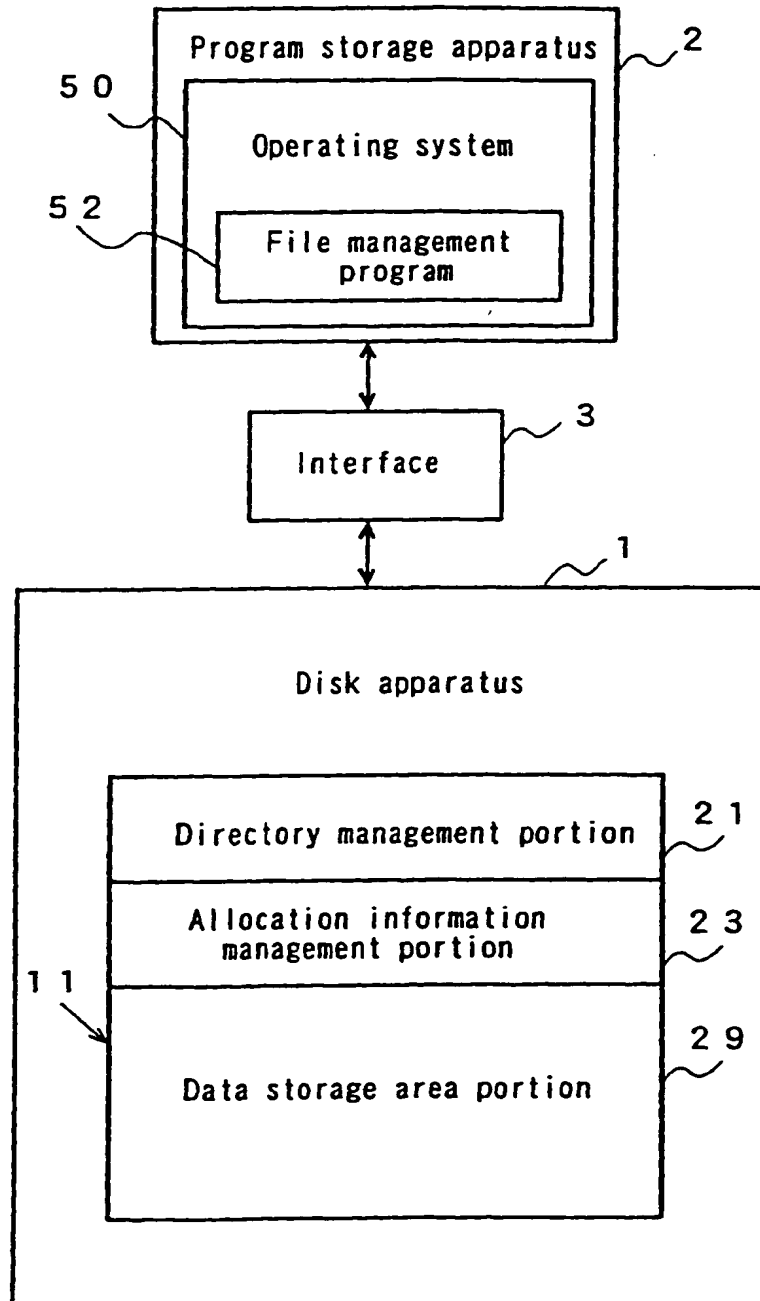 Program storage apparatus
2
50
Operating system
52
File management
program
3
Interface
1
Disk apparatus
21
Directory management portion
Allocation information
management portion
23
11
29
Data storage area portion